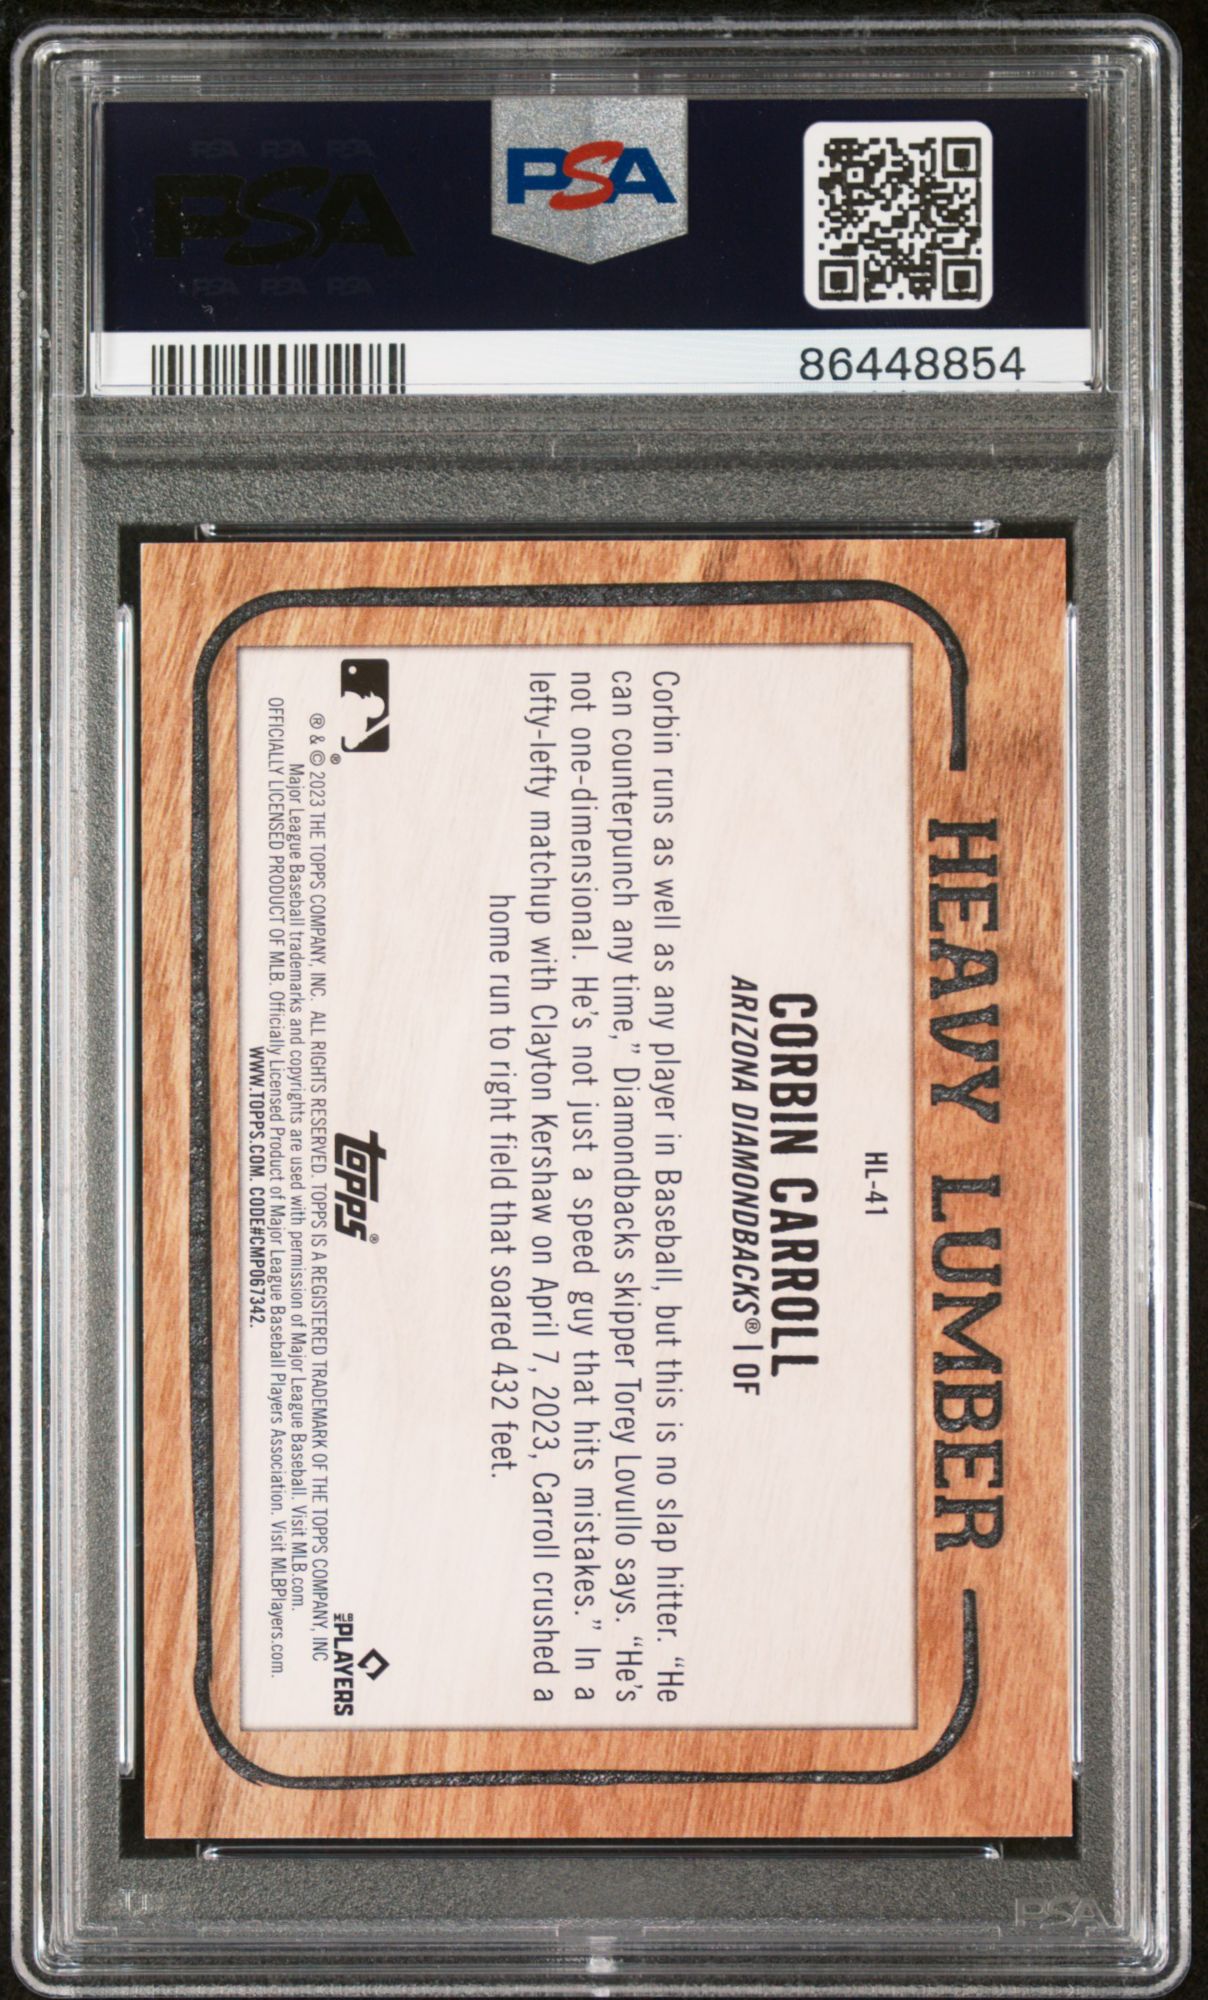 PSA PSA PSA
PSA
PSA PSA PSA
PSA
86448854
HEAVY LUMBER
HL-41
CORBIN CARROLL
ARIZONA DIAMONDBACKS® | OF
Corbin runs as well as any player in Baseball, but this is no slap hitter. “He
can counterpunch any time,” Diamondbacks skipper Torey Lovullo says. “He’s
not one-dimensional. He’s not just a speed guy that hits mistakes.” In a
lefty-lefty matchup with Clayton Kershaw on April 7, 2023, Carroll crushed a
home run to right field that soared 432 feet.
®
topps®
MLB PLAYERS
® & © 2023 THE TOPPS COMPANY, INC. ALL RIGHTS RESERVED. TOPPS IS A REGISTERED TRADEMARK OF THE TOPPS COMPANY, INC
Major League Baseball trademarks and copyrights are used with permission of Major League Baseball. Visit MLB.com.
OFFICIALLY LICENSED PRODUCT OF MLB. Officially Licensed Product of Major League Baseball Players Association. Visit MLBPlayers.com.
WWW.TOPPS.COM. CODE#CMP067342.
PSA